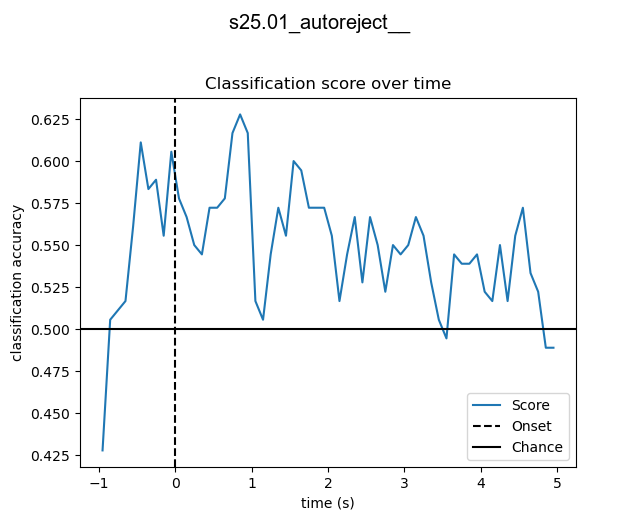 s25.01_autoreject__
Classification score over time
classification accuracy
0.625
0.600
0.575
0.550
0.525
0.500
0.475
0.450
0.425
−1
0
1
2
3
4
5
time (s)
Score
Onset
Chance